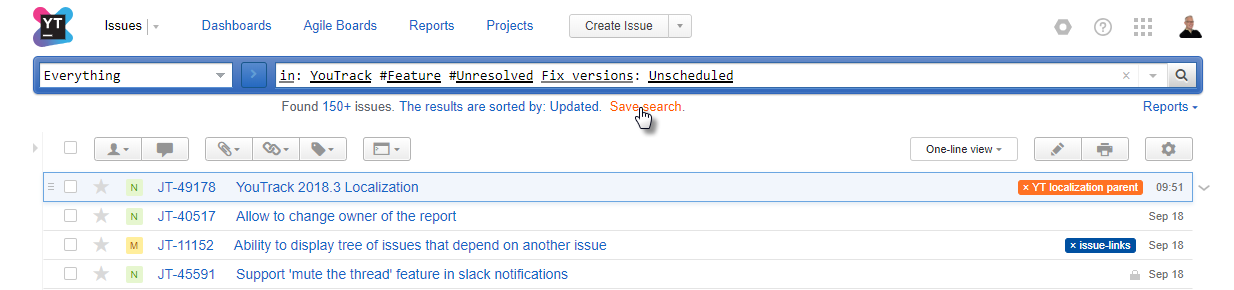 YT Issues Dashboards Agile Boards Reports Projects Create Issue
Everything in: YouTrack #Feature #Unresolved Fix versions: Unscheduled
Found 150+ issues. The results are sorted by: Updated. Save search. Reports
One-line view
N JT-49178 YouTrack 2018.3 Localization × YT localization parent 09:51
N JT-40517 Allow to change owner of the report Sep 18
M JT-11152 Ability to display tree of issues that depend on another issue × issue-links Sep 18
N JT-45591 Support 'mute the thread' feature in slack notifications Sep 18